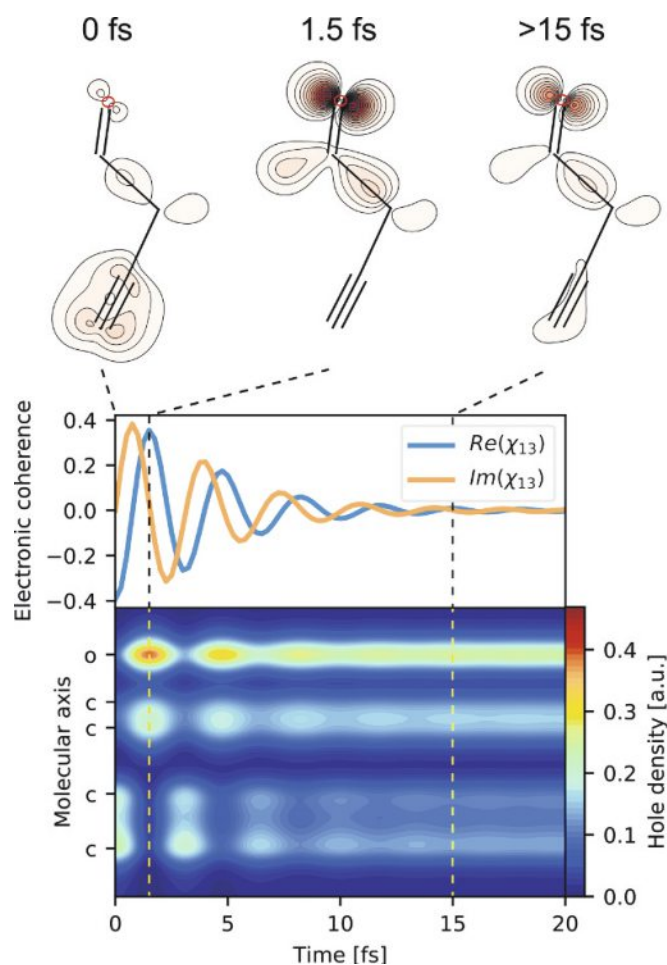 0 fs 1.5 fs >15 fs
Electronic coherence
0.4
0.2
0.0
−0.2
−0.4
Re(χ₁₃)
Im(χ₁₃)
Molecular axis
o
c
c
c
c
0 5 10 15 20
Time [fs]
0.4
0.3
0.2
0.1
0.0
Hole density [a.u.]